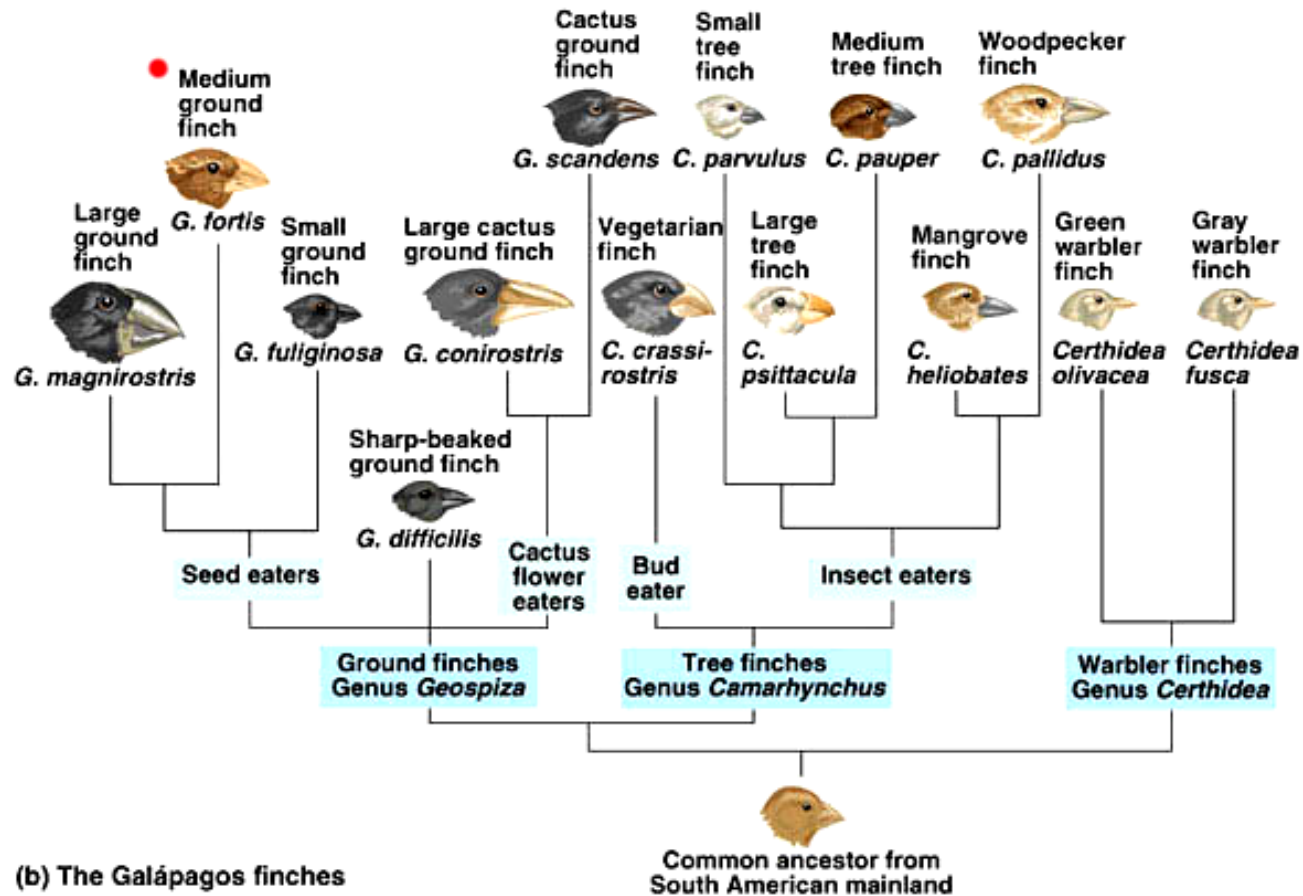 Cactus
ground
finch
Small
tree
finch
Medium
tree finch
Woodpecker
finch
Medium
ground
finch
G. scandens
C. parvulus
C. pauper
C. pallidus
Large
ground
finch
G. fortis
Small
ground
finch
Large cactus
ground finch
Vegetarian
finch
Large
tree
finch
Mangrove
finch
Green
warbler
finch
Gray
warbler
finch
G. magnirostris
G. fuliginosa
G. conirostris
C. crassi-
rostris
C.
psittacula
C.
heliobates
Certhidea
olivacea
Certhidea
fusca
Sharp-beaked
ground finch
G. difficilis
Seed eaters
Cactus
flower
eaters
Bud
eater
Insect eaters
Ground finches
Genus Geospiza
Tree finches
Genus Camarhynchus
Warbler finches
Genus Certhidea
Common ancestor from
South American mainland
(b) The Galápagos finches